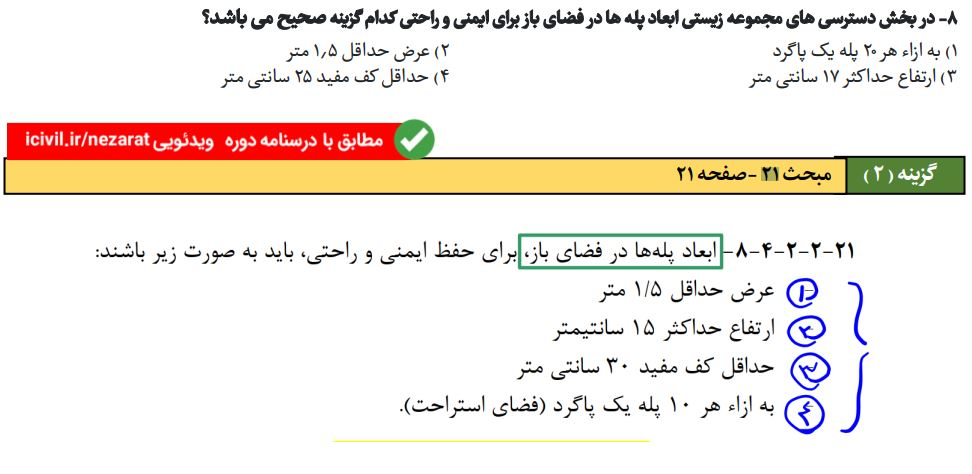 ۸- در بخش دسترسی های مجموعه زیستی ابعاد پله ها در فضای باز برای ایمنی و راحتی کدام گزینه صحیح می باشد؟
۱) به ازاء هر ۲۰ پله یک پاگرد ۲) عرض حداقل ۱٫۵ متر
۳) ارتفاع حداکثر ۱۷ سانتی متر ۴) حداقل کف مفید ۲۵ سانتی متر
مطابق با درسنامه دوره ویدئویی icivil.ir/nezarat
گزینه (۲) مبحث ۲۱ -صفحه ۲۱
۲۱-۲-۲-۴-۸- ابعاد پله‌ها در فضای باز، برای حفظ ایمنی و راحتی، باید به صورت زیر باشند:
۱ عرض حداقل ۱/۵ متر
۲ ارتفاع حداکثر ۱۵ سانتیمتر
۳ حداقل کف مفید ۳۰ سانتی متر
۴ به ازاء هر ۱۰ پله یک پاگرد (فضای استراحت).